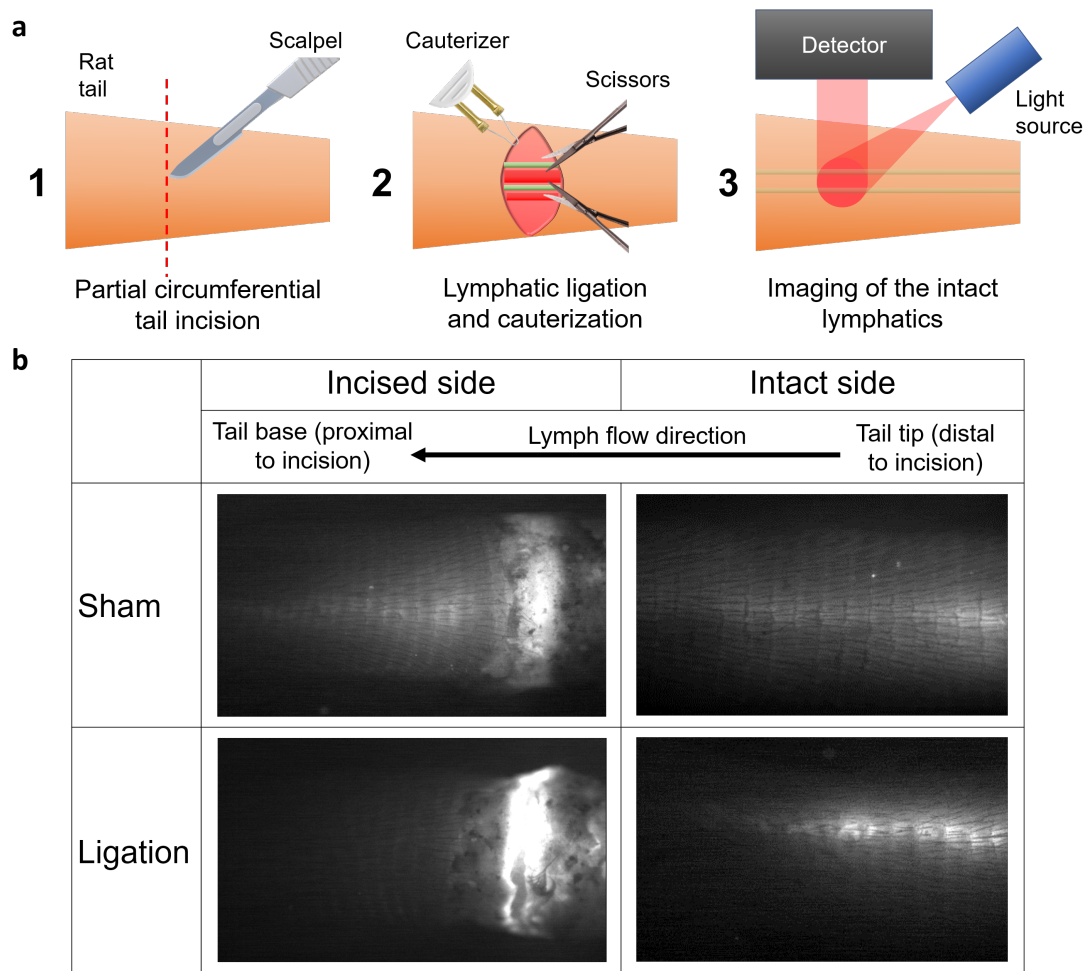 a
Rat
tail
Scalpel
1
Partial circumferential
tail incision
Cauterizer
Scissors
2
Lymphatic ligation
and cauterization
Detector
Light
source
3
Imaging of the intact
lymphatics
b
Incised side
Intact side
Tail base (proximal
to incision)
Lymph flow direction
Tail tip (distal
to incision)
Sham
Ligation